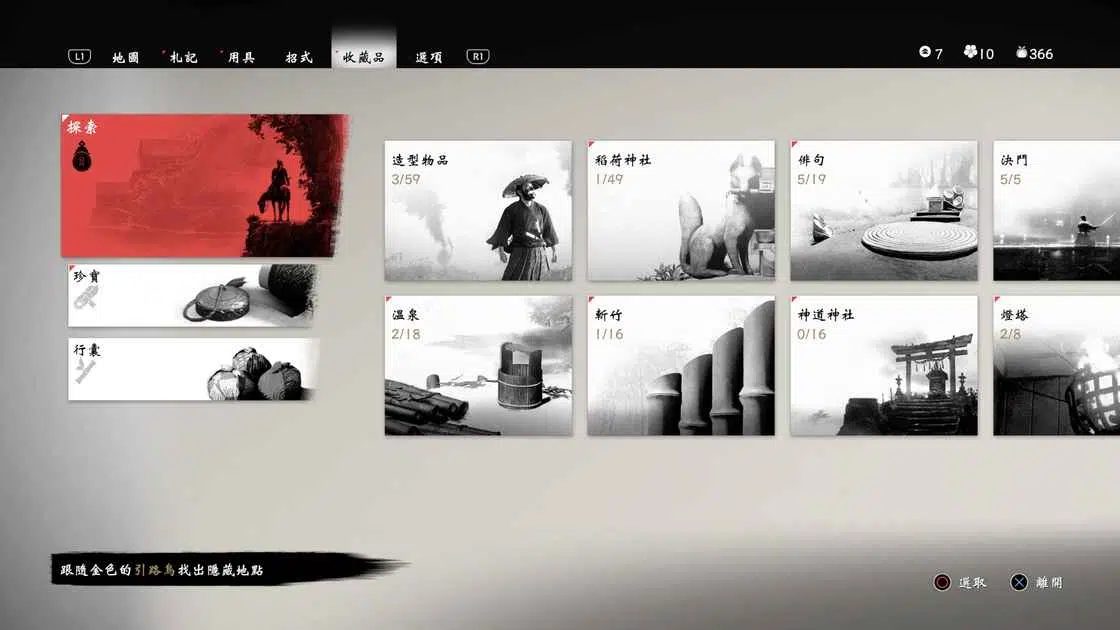 L1 地圖 札記 用具 招式 收藏品 選項 R1
7 10 366
探索
珍寶
行囊
造型物品
3/59
稻荷神社
1/49
俳句
5/19
決鬥
5/5
溫泉
2/18
斬竹
1/16
神道神社
0/16
燈塔
2/8
跟隨金色的引路鳥找出隱藏地點
選取 離開